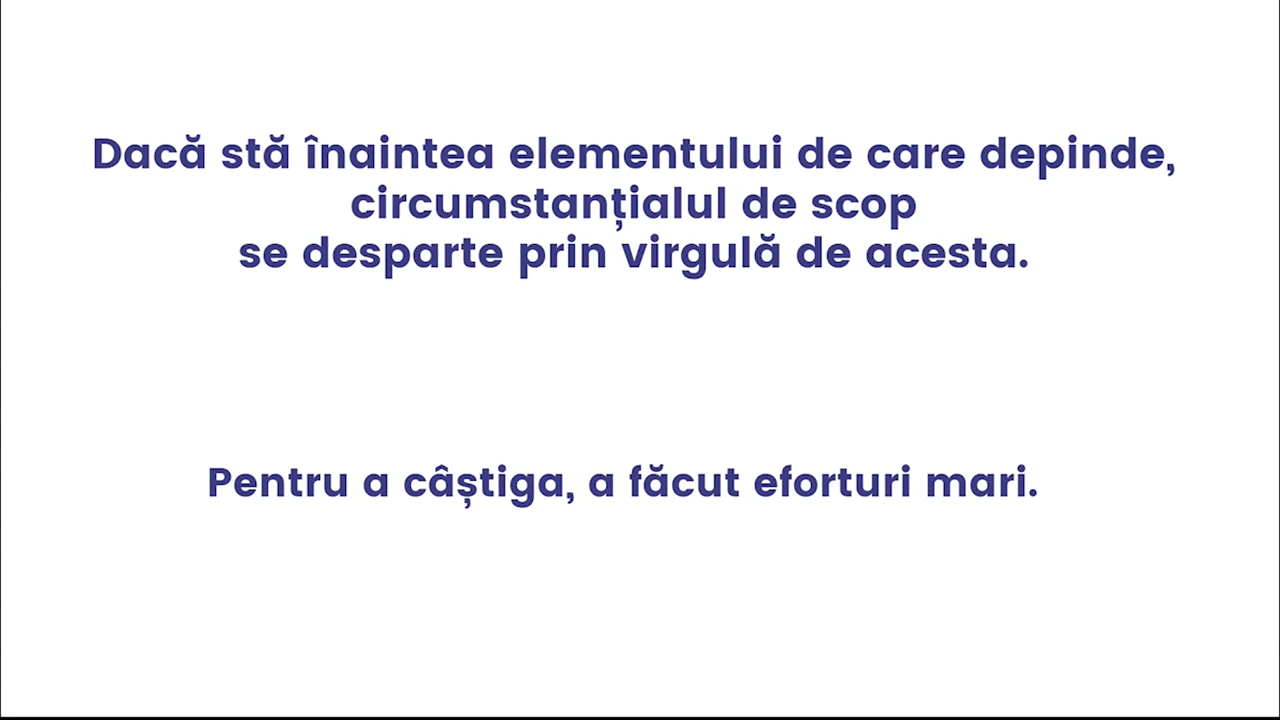 Dacă stă înaintea elementului de care depinde,
circumstanțialul de scop
se desparte prin virgulă de acesta.
Pentru a câștiga, a făcut eforturi mari.